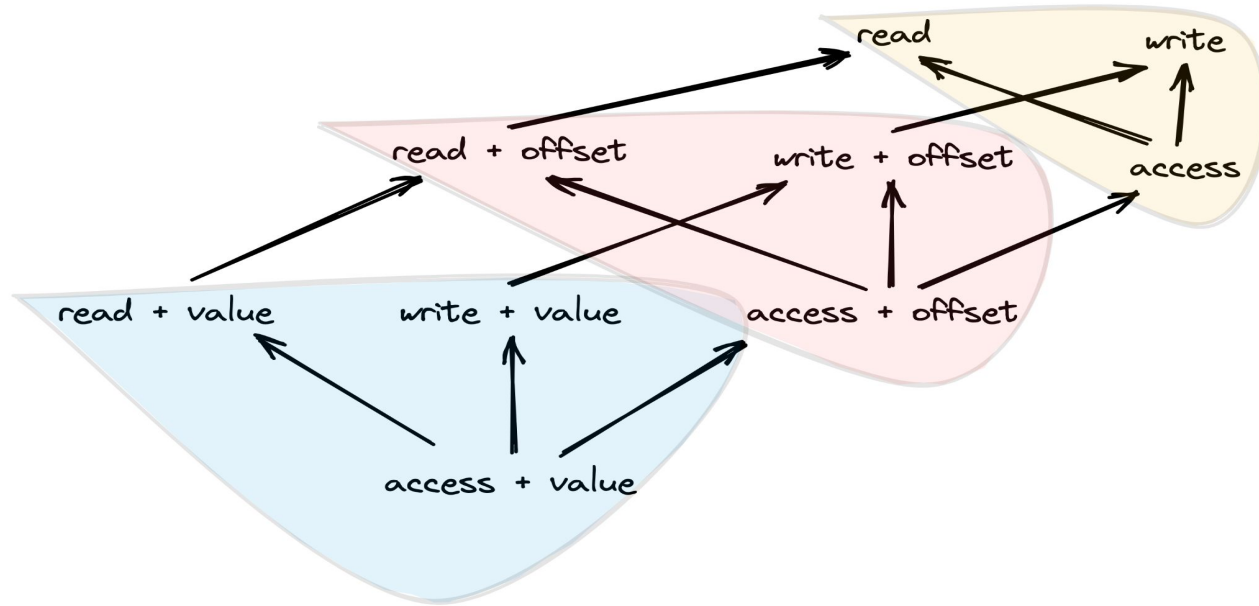 read
write
read + offset
write + offset
access
read + value
write + value
access + offset
access + value